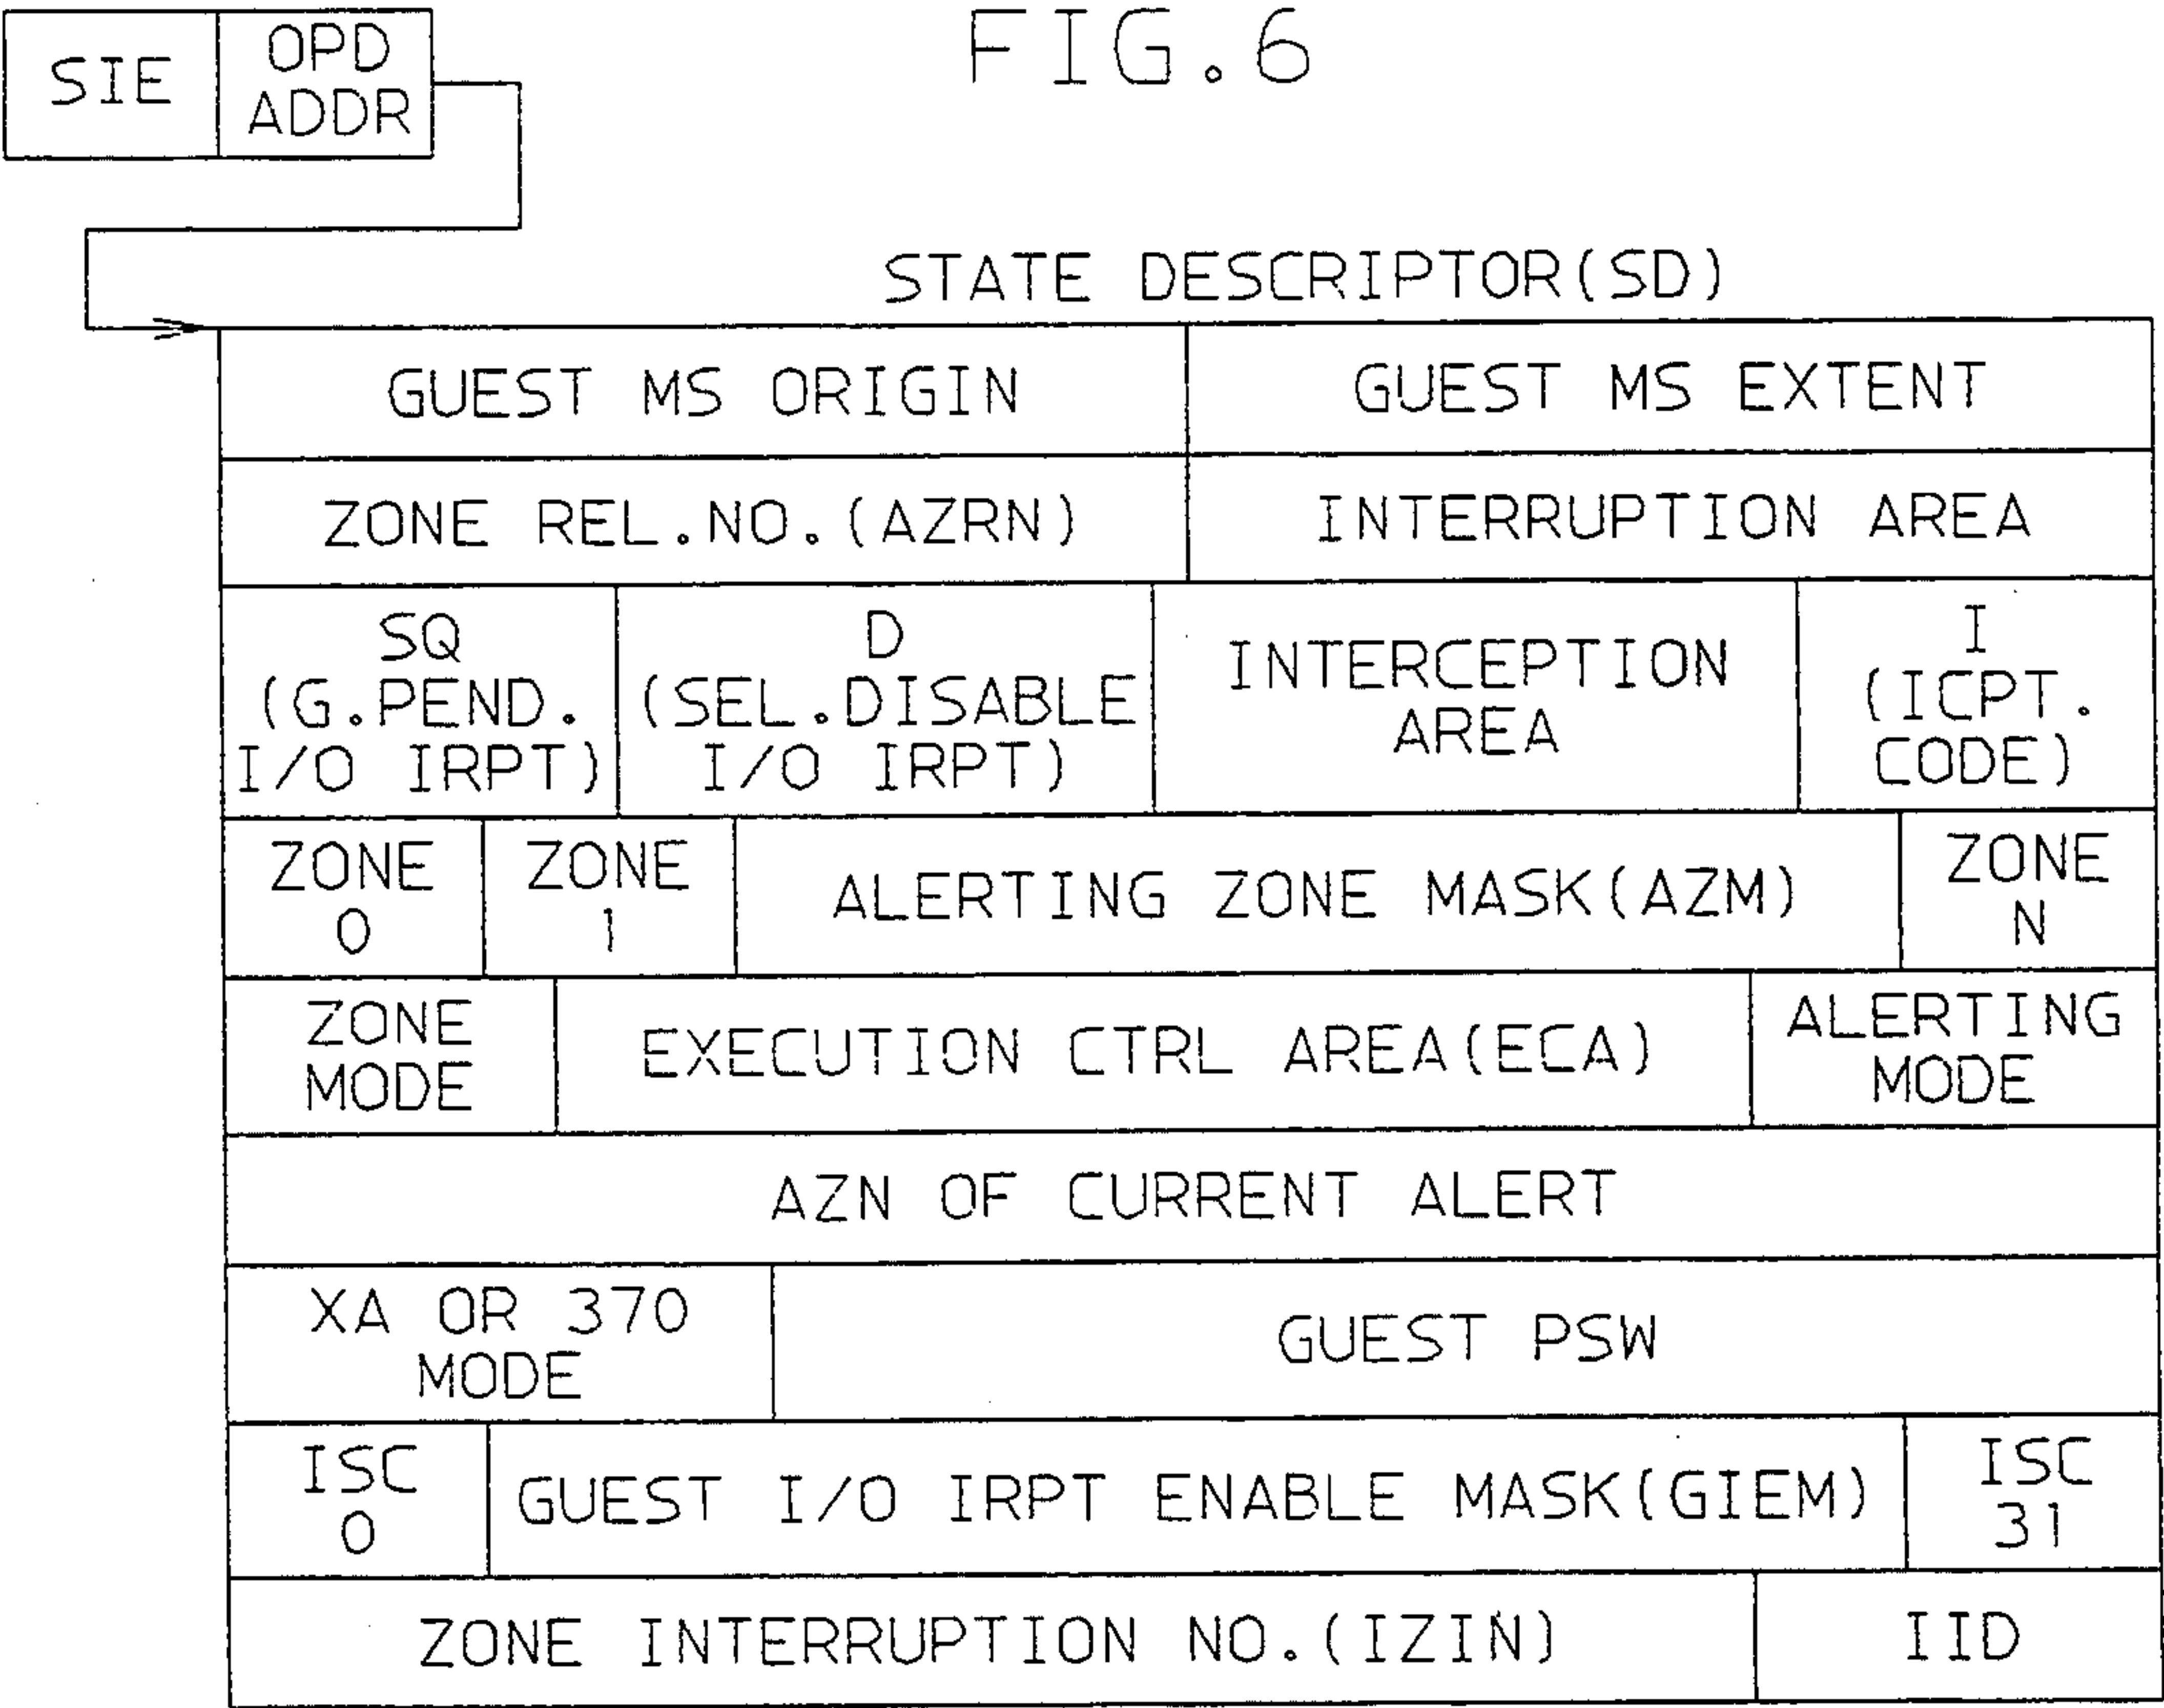 FIG.6
SIE
OPD
ADDR
STATE DESCRIPTOR(SD)
GUEST MS ORIGIN
GUEST MS EXTENT
ZONE REL.NO.(AZRN)
INTERRUPTION AREA
SQ
(G.PEND.
I/O IRPT)
D
(SEL.DISABLE
I/O IRPT)
INTERCEPTION
AREA
I
(ICPT.
CODE)
ZONE
0
ZONE
1
ALERTING ZONE MASK(AZM)
ZONE
N
ZONE
MODE
EXECUTION CTRL AREA(ECA)
ALERTING
MODE
AZN OF CURRENT ALERT
XA OR 370
MODE
GUEST PSW
ISC
0
GUEST I/O IRPT ENABLE MASK(GIEM)
ISC
31
ZONE INTERRUPTION NO.(IZIN)
IID